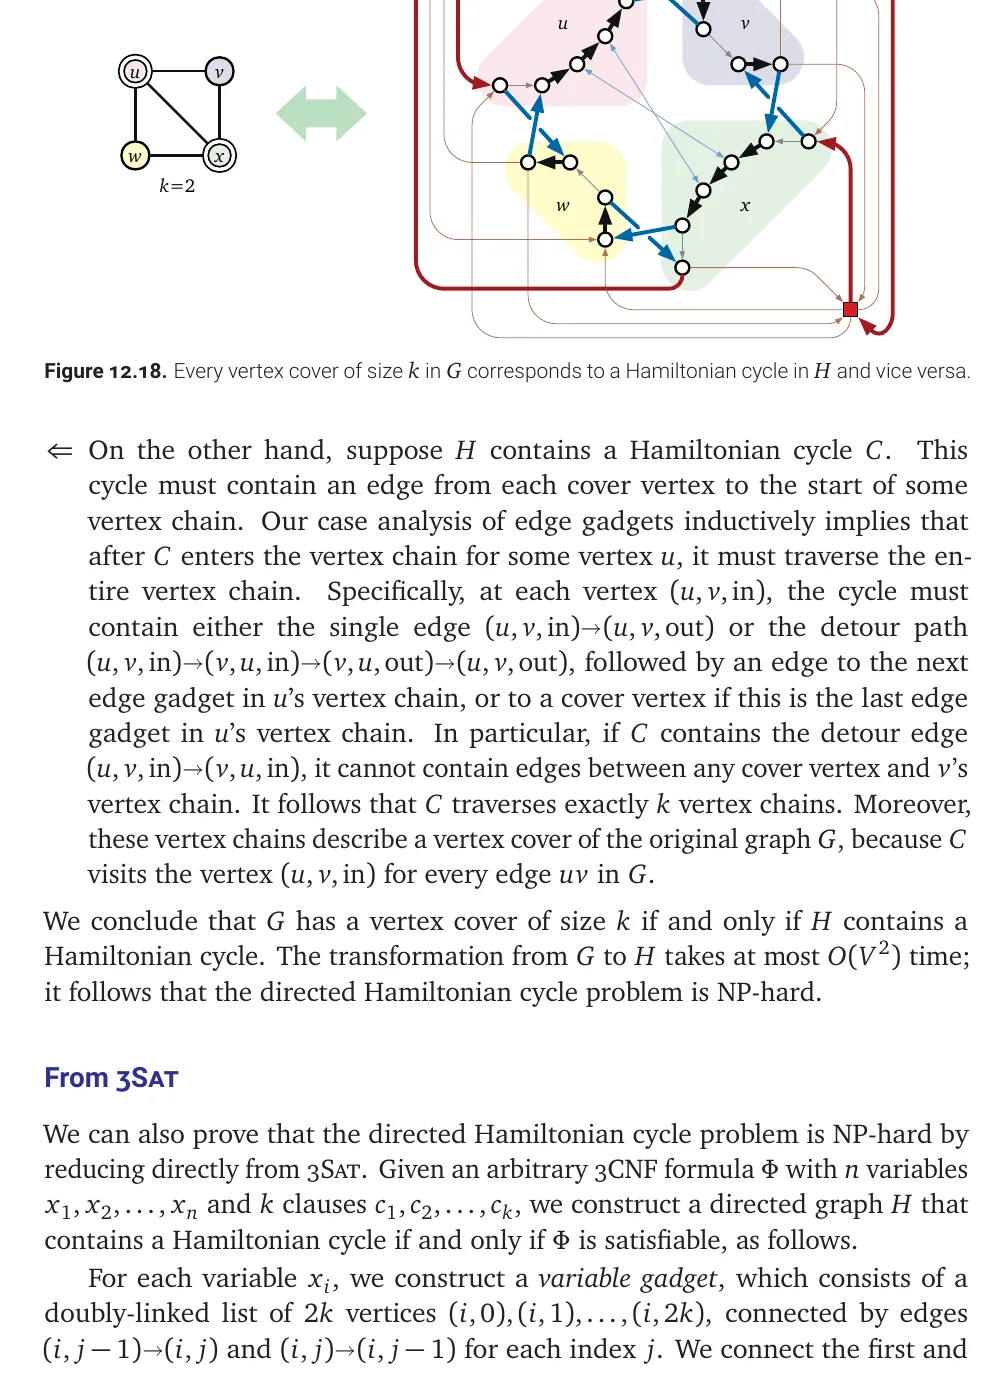 u
v
u
v
w
x
k=2
w
x
Figure 12.18. Every vertex cover of size k in G corresponds to a Hamiltonian cycle in H and vice versa.
⇐ On the other hand, suppose H contains a Hamiltonian cycle C. This
cycle must contain an edge from each cover vertex to the start of some
vertex chain. Our case analysis of edge gadgets inductively implies that
after C enters the vertex chain for some vertex u, it must traverse the en-
tire vertex chain. Specifically, at each vertex (u, v, in), the cycle must
contain either the single edge (u, v, in)→(u, v, out) or the detour path
(u, v, in)→(v, u, in)→(v, u, out)→(u, v, out), followed by an edge to the next
edge gadget in u’s vertex chain, or to a cover vertex if this is the last edge
gadget in u’s vertex chain. In particular, if C contains the detour edge
(u, v, in)→(v, u, in), it cannot contain edges between any cover vertex and v’s
vertex chain. It follows that C traverses exactly k vertex chains. Moreover,
these vertex chains describe a vertex cover of the original graph G, because C
visits the vertex (u, v, in) for every edge uv in G.
We conclude that G has a vertex cover of size k if and only if H contains a
Hamiltonian cycle. The transformation from G to H takes at most O(V²) time;
it follows that the directed Hamiltonian cycle problem is NP-hard.
From 3SAT
We can also prove that the directed Hamiltonian cycle problem is NP-hard by
reducing directly from 3SAT. Given an arbitrary 3CNF formula Φ with n variables
x₁, x₂, . . . , xₙ and k clauses c₁, c₂, . . . , cₖ, we construct a directed graph H that
contains a Hamiltonian cycle if and only if Φ is satisfiable, as follows.
For each variable xᵢ, we construct a variable gadget, which consists of a
doubly-linked list of 2k vertices (i, 0), (i, 1), . . . , (i, 2k), connected by edges
(i, j − 1)→(i, j) and (i, j)→(i, j − 1) for each index j. We connect the first and